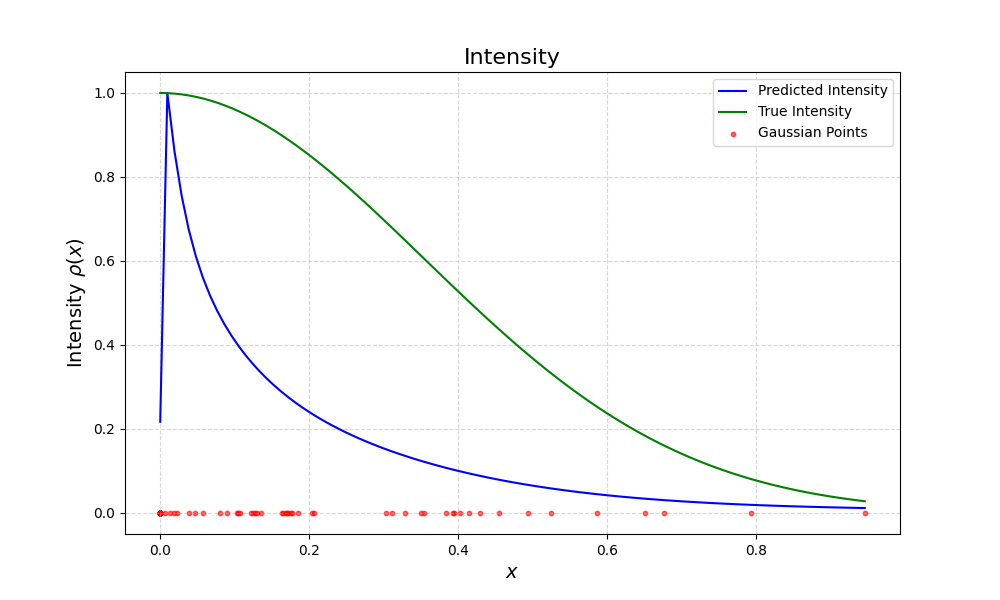 Intensity
Predicted Intensity
True Intensity
Gaussian Points
Intensity ρ(x)
1.0
0.8
0.6
0.4
0.2
0.0
0.0 0.2 0.4 0.6 0.8
x